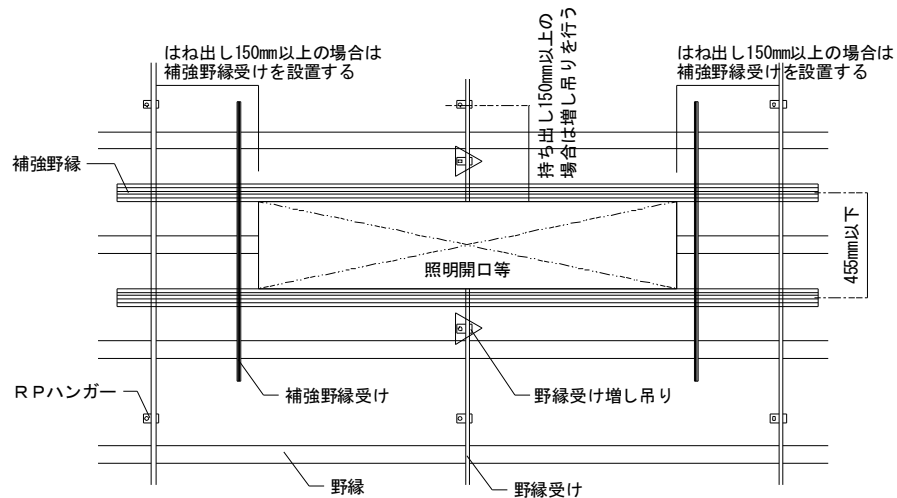 はね出し150mm以上の場合は
補強野縁受けを設置する
持ち出し150mm以上の
場合は増し吊りを行う
はね出し150mm以上の場合は
補強野縁受けを設置する
補強野縁
照明開口等
455mm以下
RPハンガー
補強野縁受け
野縁受け増し吊り
野縁
野縁受け